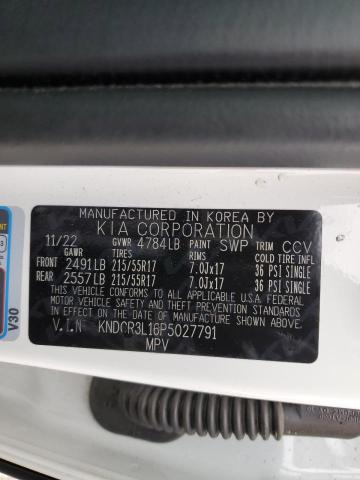 MANUFACTURED IN KOREA BY
KIA CORPORATION
11/22 GVWR 4784LB PAINT SWP TRIM CCV
GAWR TIRES RIMS COLD TIRE INFL
FRONT 2491LB 215/55R17 7.0Jx17 36 PSI SINGLE
REAR 2557LB 215/55R17 7.0Jx17 36 PSI SINGLE
THIS VEHICLE CONFORMS TO ALL APPLICABLE U.S. FEDERAL
MOTOR VEHICLE SAFETY AND THEFT PREVENTION STANDARDS
IN EFFECT ON THE DATE OF MANUFACTURE SHOWN ABOVE
V.I.N KNDCR3L16P5027791
MPV
V30